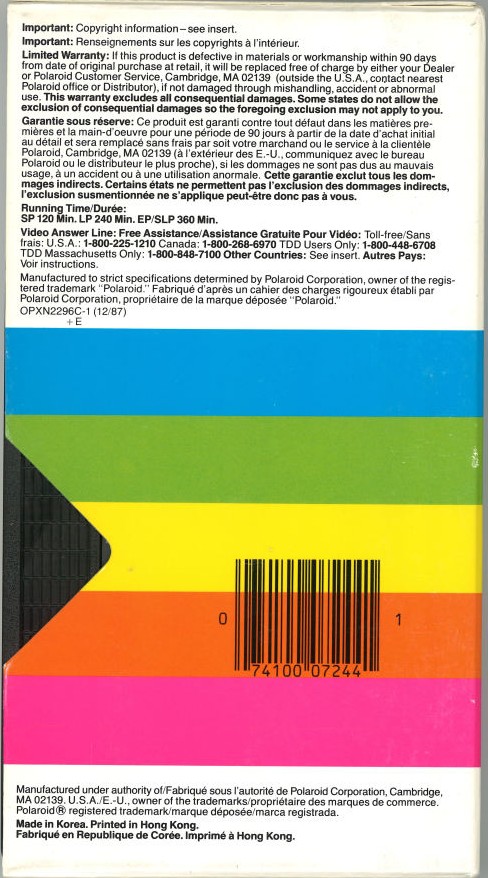 Important: Copyright information – see insert.
Important: Renseignements sur les copyrights à l'intérieur.
Limited Warranty: If this product is defective in materials or workmanship within 90 days
from date of original purchase at retail, it will be replaced free of charge by either your Dealer
or Polaroid Customer Service, Cambridge, MA 02139 (outside the U.S.A., contact nearest
Polaroid office or Distributor), if not damaged through mishandling, accident or abnormal
use. This warranty excludes all consequential damages. Some states do not allow the
exclusion of consequential damages so the foregoing exclusion may not apply to you.
Garantie sous réserve: Ce produit est garanti contre tout défaut dans les matières pre-
mières et la main-d'oeuvre pour une période de 90 jours à partir de la date d'achat initial
au détail et sera remplacé sans frais par soit votre marchand ou le service à la clientèle
Polaroid, Cambridge, MA 02139 (à l'extérieur des E.-U., communiquez avec le bureau
Polaroid ou le distributeur le plus proche), si les dommages ne sont pas dus au mauvais
usage, à un accident ou à une utilisation anormale. Cette garantie exclut tous les dom-
mages indirects. Certains états ne permettent pas l'exclusion des dommages indirects,
l'exclusion susmentionnée ne s'applique peut-être donc pas à vous.
Running Time/Durée:
SP 120 Min. LP 240 Min. EP/SLP 360 Min.
Video Answer Line: Free Assistance/Assistance Gratuite Pour Vidéo: Toll-free/Sans
frais: U.S.A.: 1-800-225-1210 Canada: 1-800-268-6970 TDD Users Only: 1-800-448-6708
TDD Massachusetts Only: 1-800-848-7100 Other Countries: See insert. Autres Pays:
Voir instructions.
Manufactured to strict specifications determined by Polaroid Corporation, owner of the regis-
tered trademark "Polaroid." Fabriqué d'après un cahier des charges rigoureux établi par
Polaroid Corporation, propriétaire de la marque déposée "Polaroid."
OPXN2296C-1 (12/87)
+E
0 74100 07244 1
Manufactured under authority of/Fabriqué sous l'autorité de Polaroid Corporation, Cambridge,
MA 02139. U.S.A./E.-U., owner of the trademarks/propriétaire des marques de commerce.
Polaroid® registered trademark/marque déposée/marca registrada.
Made in Korea. Printed in Hong Kong.
Fabriqué en Republique de Corée. Imprimé à Hong Kong.